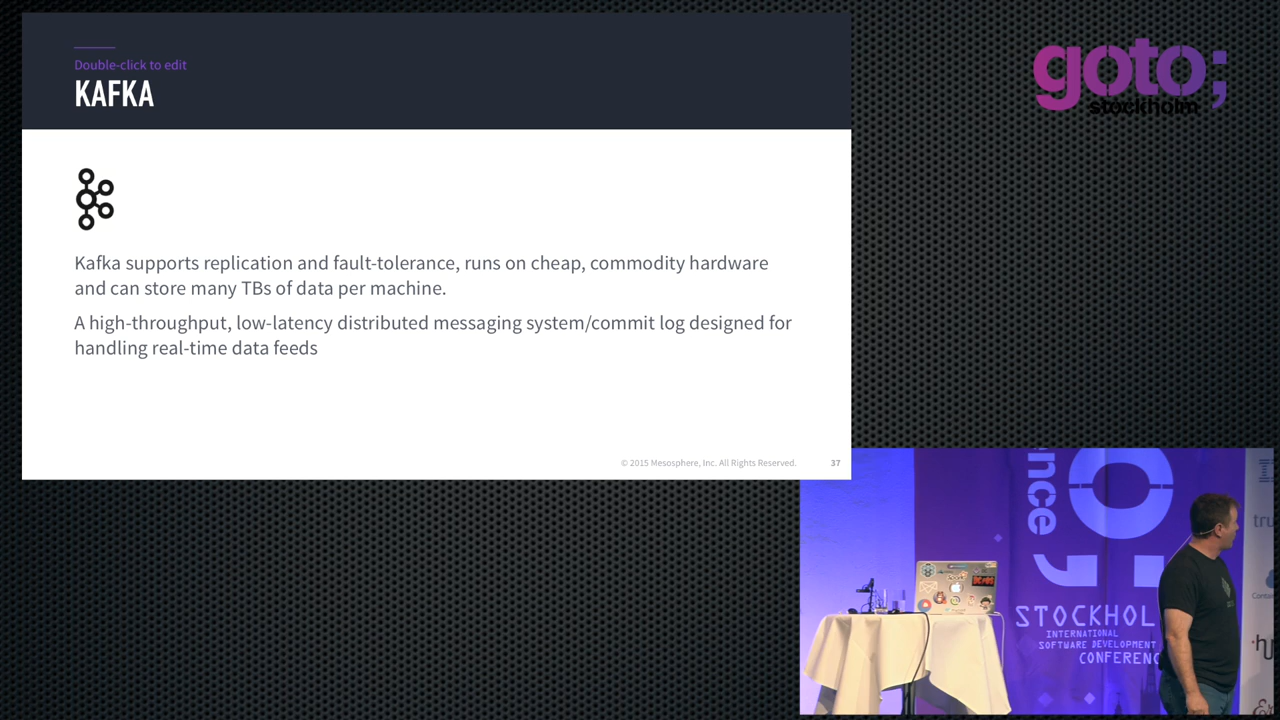 Double-click to edit
KAFKA
Kafka supports replication and fault-tolerance, runs on cheap, commodity hardware
and can store many TBs of data per machine.
A high-throughput, low-latency distributed messaging system/commit log designed for
handling real-time data feeds
© 2015 Mesosphere, Inc. All Rights Reserved.
37
goto;
stockholm
nce
O;
STOCKHOL
INTERNATIONAL
SOFTWARE DEVELOPMENT
CONFERENC
tru